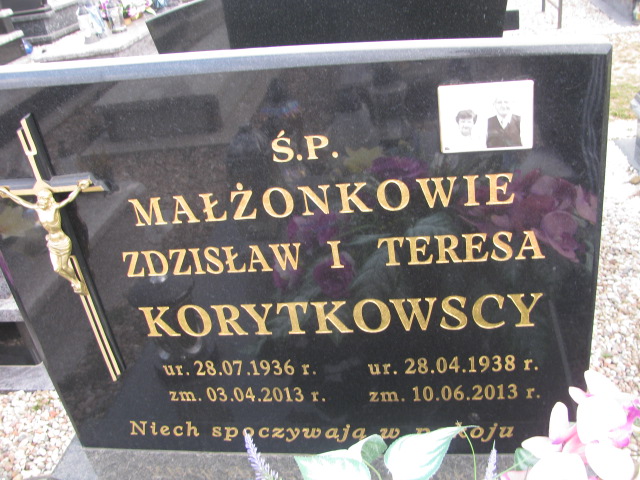 Ś.P.
MAŁŻONKOWIE
ZDZISŁAW I TERESA
KORYTKOWSCY
ur. 28.07.1936 r. ur. 28.04.1938 r.
zm. 03.04.2013 r. zm. 10.06.2013 r.
Niech spoczywają w pokoju